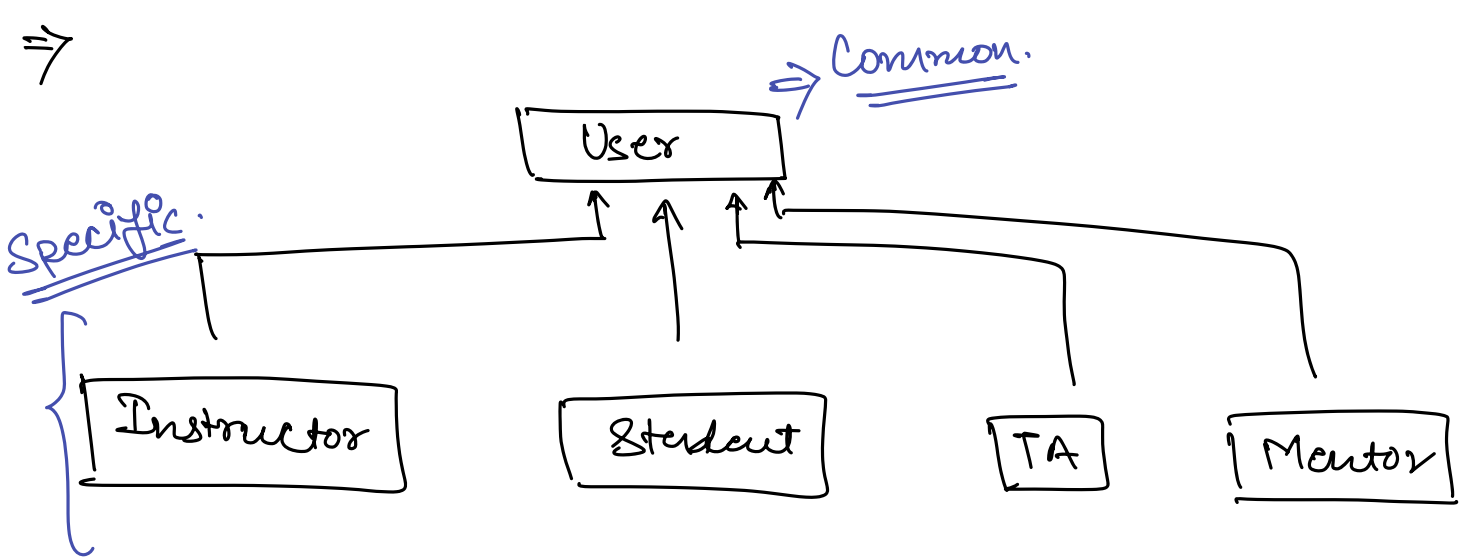 ⇒
⇒ Common.
User
Specific.
Instructor
Student
TA
Mentor